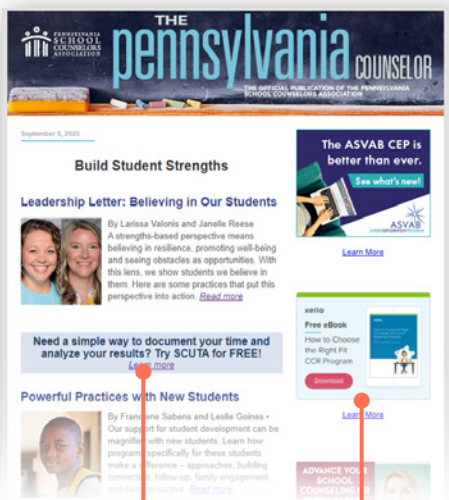 PENNSYLVANIA
SCHOOL
COUNSELORS
ASSOCIATION
THE
pennsylvania COUNSELOR
THE OFFICIAL PUBLICATION OF THE PENNSYLVANIA
SCHOOL COUNSELORS ASSOCIATION
September 5, 2023
Build Student Strengths
Leadership Letter: Believing in Our Students
By Larissa Valonis and Janelle Reese
A strengths-based perspective means
believing in resilience, promoting well-being
and seeing obstacles as opportunities. With
this lens, we show students we believe in
them. Here are some practices that put this
perspective into action. Read more
Need a simple way to document your time and
analyze your results? Try SCUTA for FREE!
Learn more
Powerful Practices with New Students
By Francene Sabens and Leslie Goines •
Our support for student development can be
magnified with new students. Learn how
programs specifically for these students
make a difference – approaches, building
connection, follow-up, family engagement
and being proactive. Read more
The ASVAB CEP is
better than ever.
See what's new!
ASVAB
Learn More
xello
Free eBook
How to Choose
the Right Fit
CCR Program
Download
Learn More
ADVANCE YOUR
SCHOOL
COUNSELING